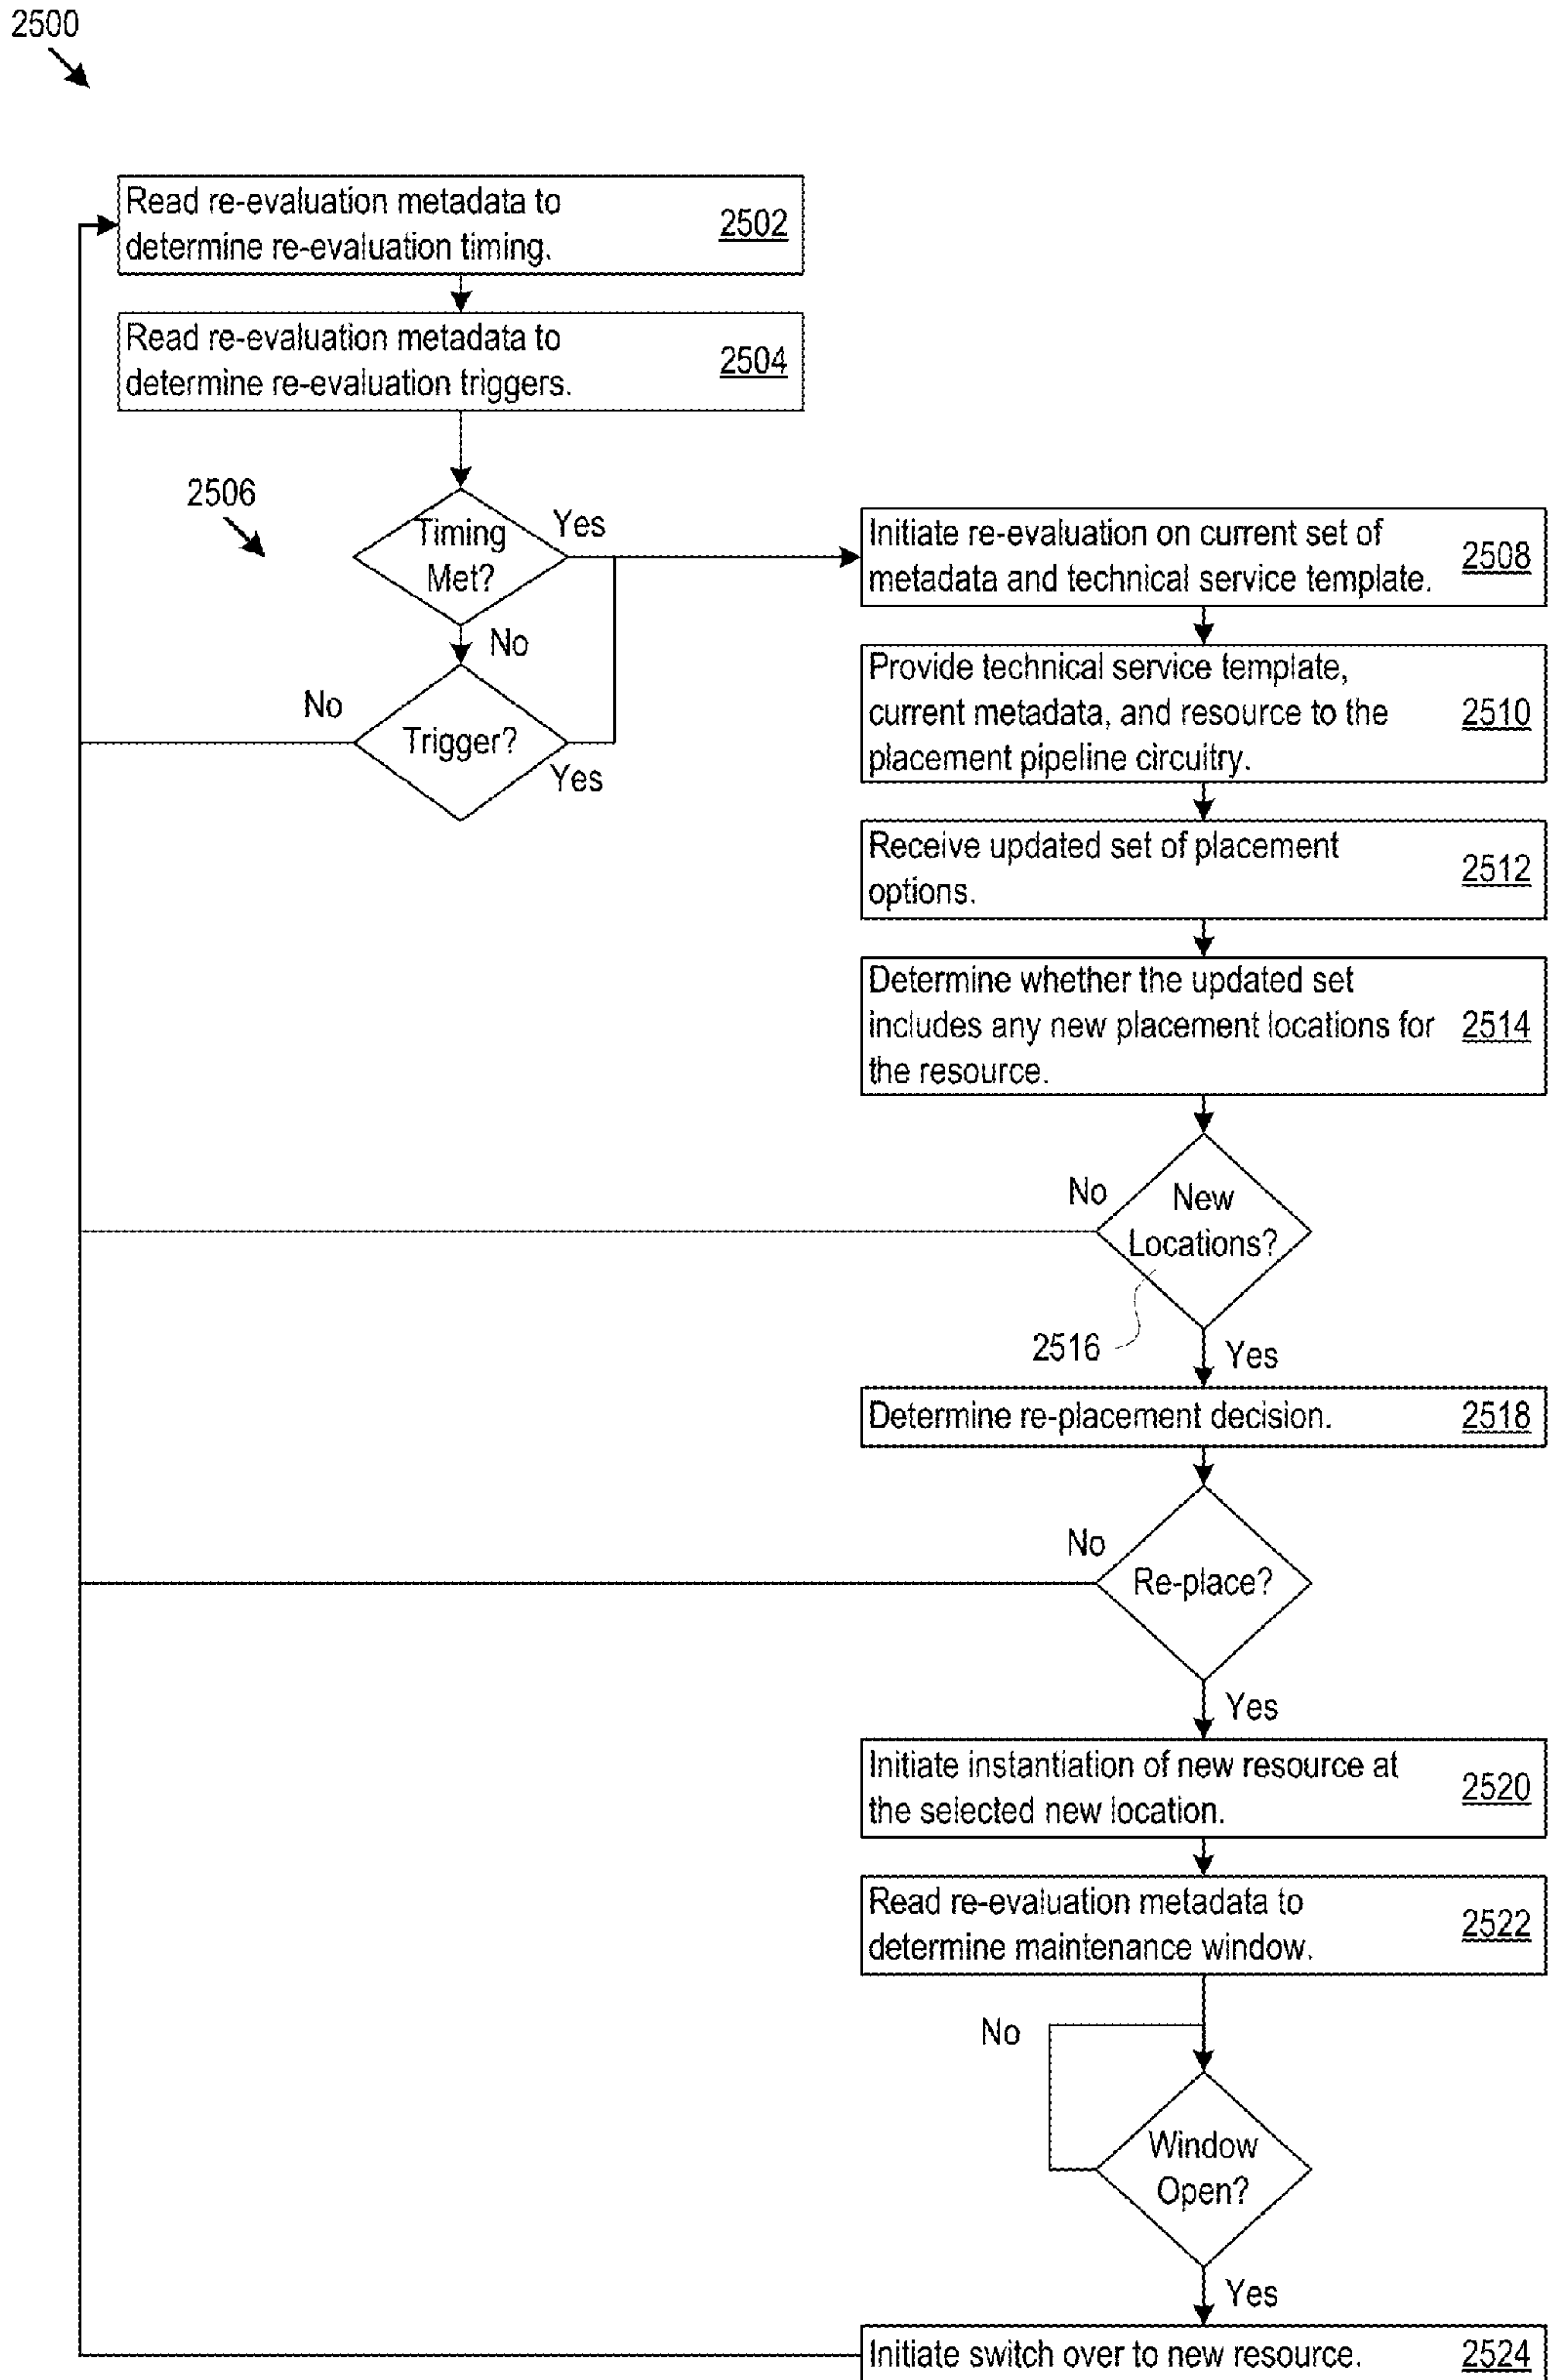 2500
Read re-evaluation metadata to
determine re-evaluation timing.
2502
Read re-evaluation metadata to
determine re-evaluation triggers.
2504
2506
Timing
Met?
Yes
No
No
Trigger?
Yes
Initiate re-evaluation on current set of
metadata and technical service template.
2508
Provide technical service template,
current metadata, and resource to the
placement pipeline circuitry.
2510
Receive updated set of placement
options.
2512
Determine whether the updated set
includes any new placement locations for
the resource.
2514
No
New
Locations?
2516
Yes
Determine re-placement decision.
2518
No
Re-place?
Yes
Initiate instantiation of new resource at
the selected new location.
2520
Read re-evaluation metadata to
determine maintenance window.
2522
No
Window
Open?
Yes
Initiate switch over to new resource.
2524